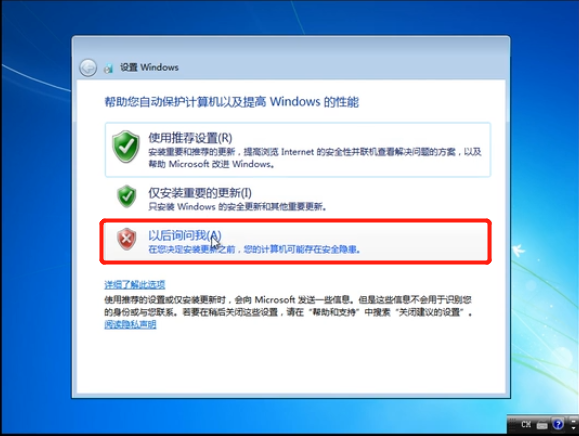 设置 Windows
帮助您自动保护计算机以及提高 Windows 的性能
使用推荐设置(R)
安装重要和推荐的更新，提高浏览 Internet 的安全性并联机查看解决问题的方案，以及
帮助 Microsoft 改进 Windows。
仅安装重要的更新(I)
只安装 Windows 的安全更新和其他重要更新。
以后询问我(A)
在您决定安装更新之前，您的计算机可能存在安全隐患。
详细了解此选项
使用推荐的设置或仅安装更新时，会向 Microsoft 发送一些信息。但是这些信息不会用于识别您
的身份或与您联系。若要在稍后关闭这些设置，请在“帮助和支持”中搜索“关闭建议的设置”。
阅读隐私声明
CH